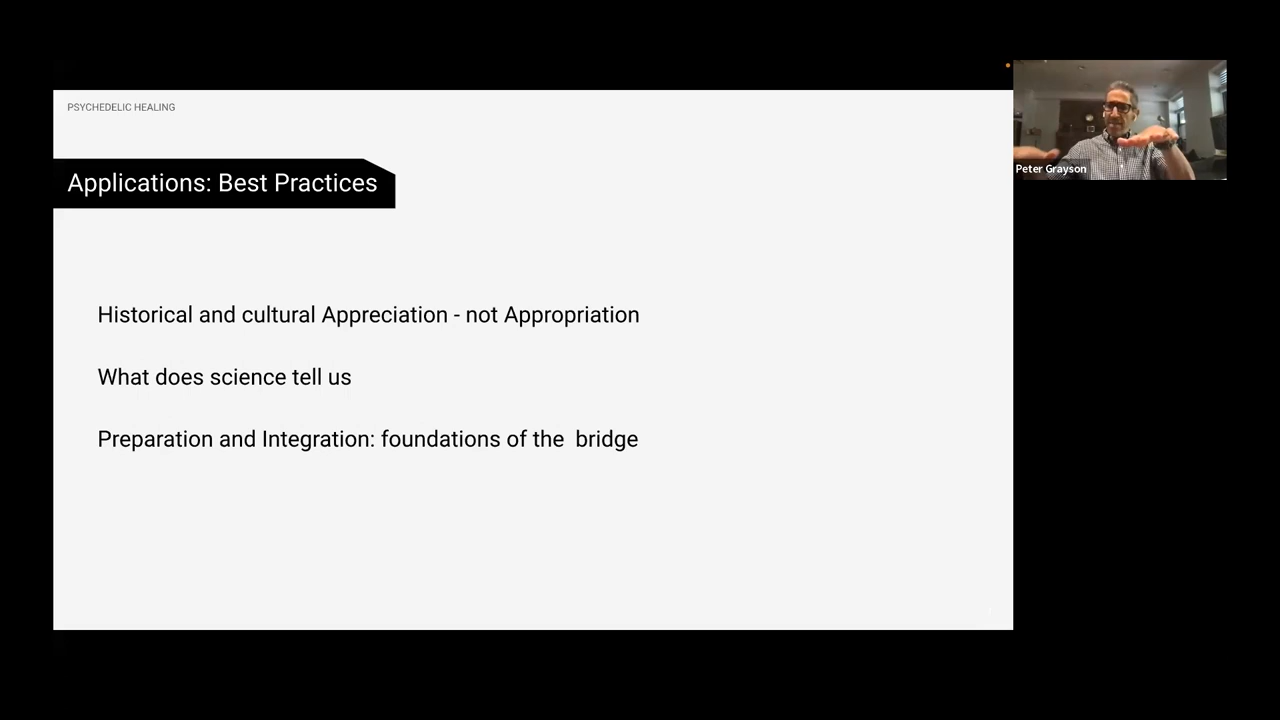 PSYCHEDELIC HEALING
Applications: Best Practices
Historical and cultural Appreciation - not Appropriation
What does science tell us
Preparation and Integration: foundations of the  bridge
Peter Grayson